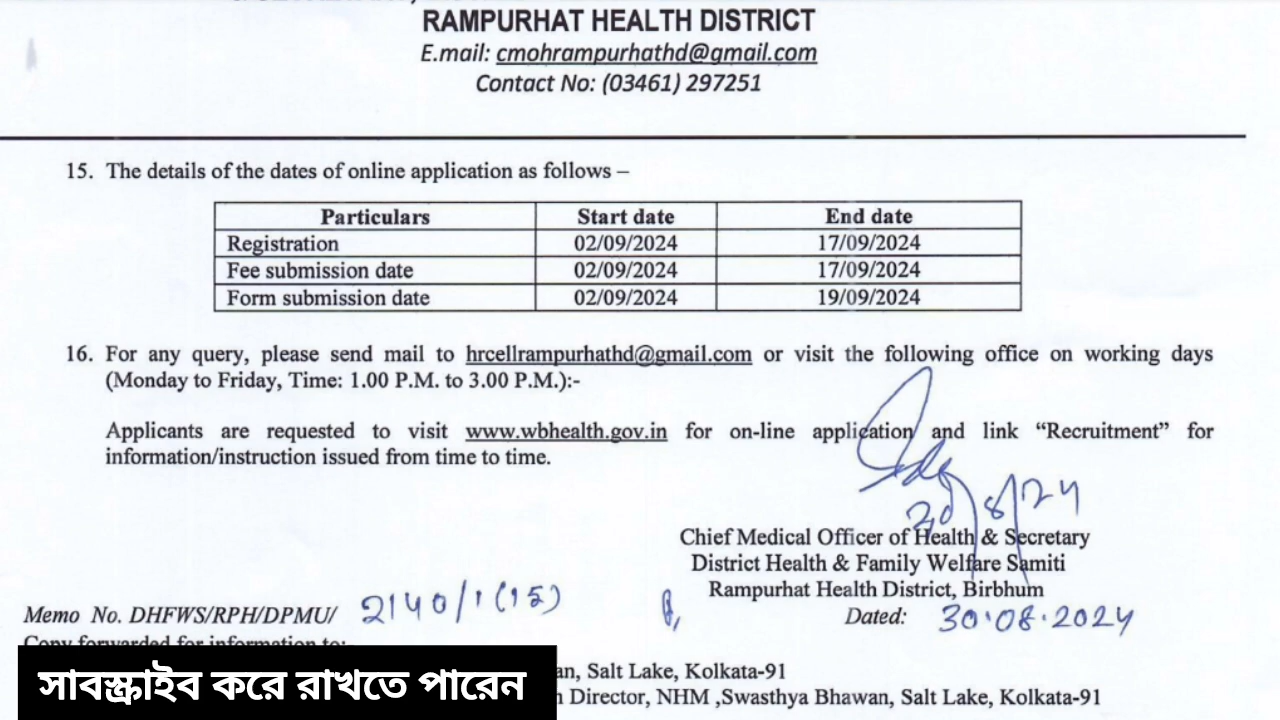 RAMPURHAT HEALTH DISTRICT
E.mail: cmohrampurhathd@gmail.com
Contact No: (03461) 297251
15. The details of the dates of online application as follows –
Particulars Start date End date
Registration 02/09/2024 17/09/2024
Fee submission date 02/09/2024 17/09/2024
Form submission date 02/09/2024 19/09/2024
16. For any query, please send mail to hrcellrampurhathd@gmail.com or visit the following office on working days
(Monday to Friday, Time: 1.00 P.M. to 3.00 P.M.):-
Applicants are requested to visit www.wbhealth.gov.in for on-line application and link “Recruitment” for
information/instruction issued from time to time.
30/8/24
Chief Medical Officer of Health & Secretary
District Health & Family Welfare Samiti
Rampurhat Health District, Birbhum
Memo No. DHFWS/RPH/DPMU/ 2140/1(15) Dated: 30.08.2024
Copy forwarded for information to:-
an, Salt Lake, Kolkata-91
Director, NHM ,Swasthya Bhawan, Salt Lake, Kolkata-91
সাবস্ক্রাইব করে রাখতে পারেন